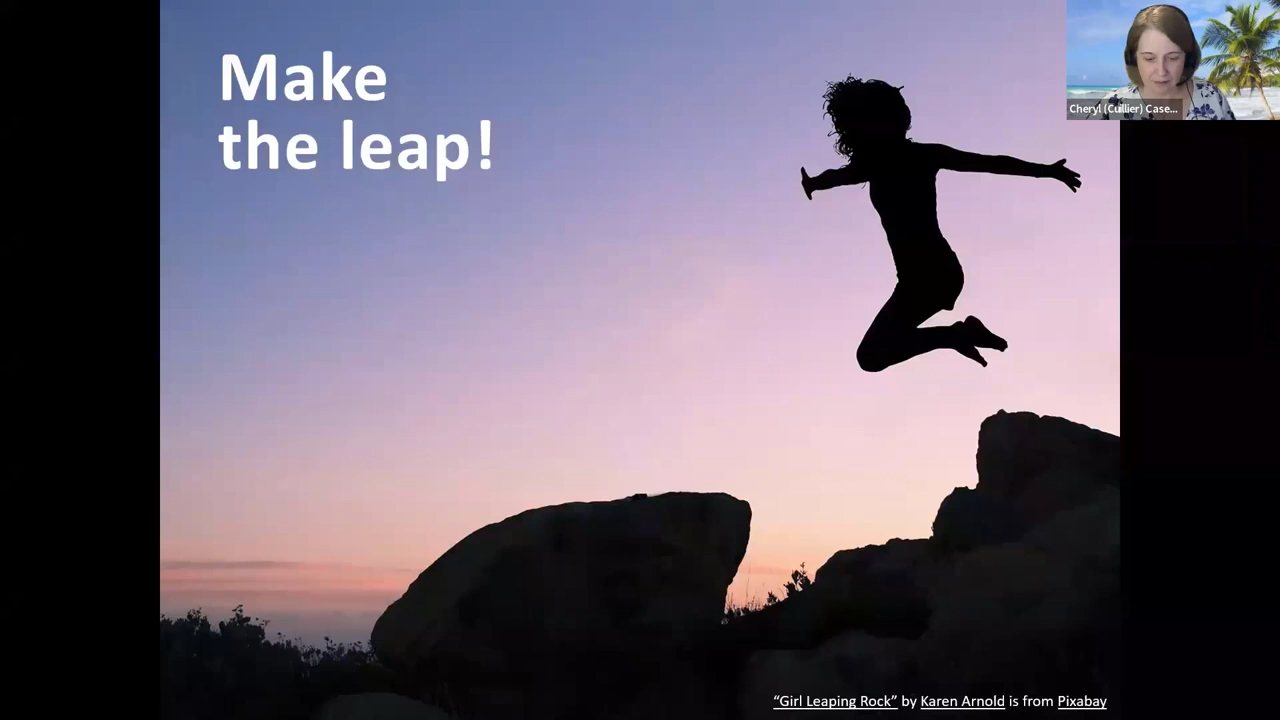 Make
the leap!
Cheryl (Cuillier) Case...
“Girl Leaping Rock” by Karen Arnold is from Pixabay